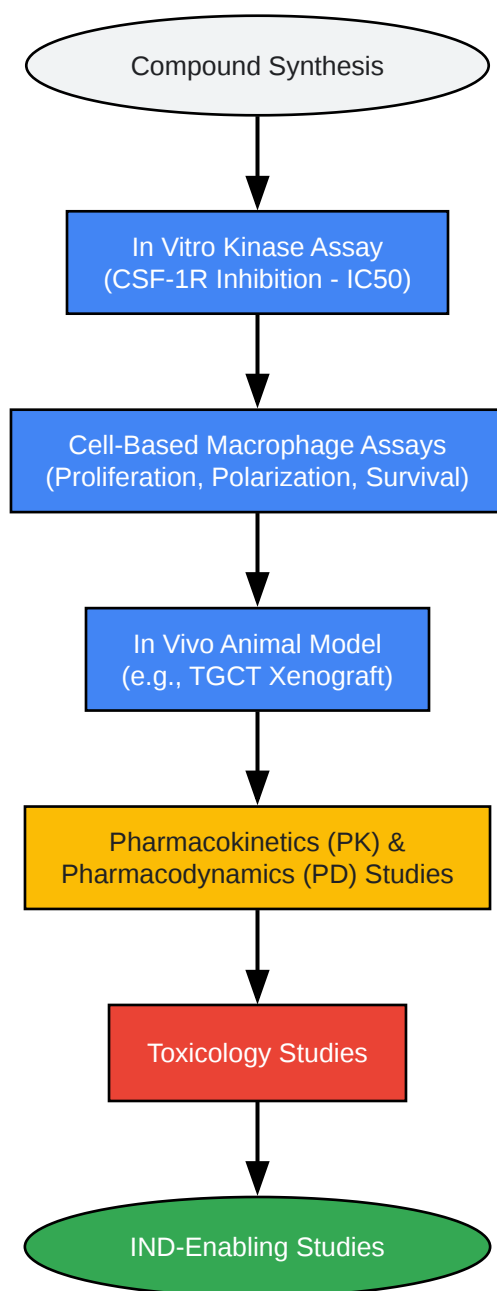 Compound Synthesis
In Vitro Kinase Assay
(CSF-1R Inhibition - IC50)
Cell-Based Macrophage Assays
(Proliferation, Polarization, Survival)
In Vivo Animal Model
(e.g., TGCT Xenograft)
Pharmacokinetics (PK) &
Pharmacodynamics (PD) Studies
Toxicology Studies
IND-Enabling Studies